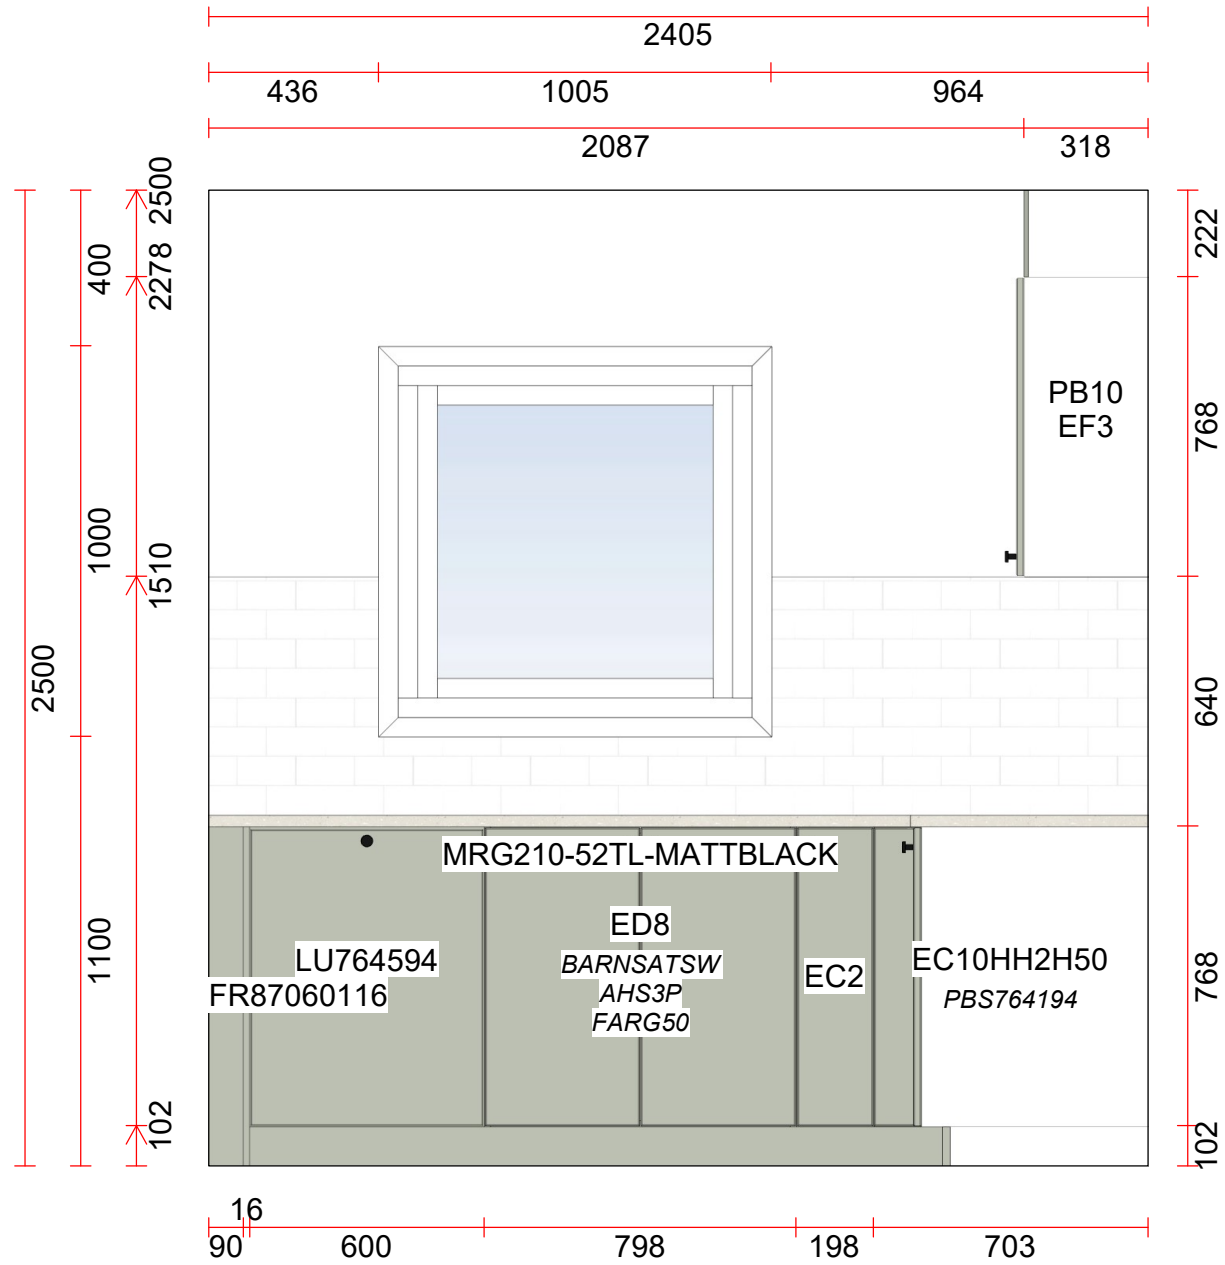 2405
436 1005 964
2087 318
2500
2278
400
222
PB10
EF3
768
1000
1510
2500
640
MRG210-52TL-MATTBLACK
ED8
LU764594
BARNSATSW
EC10HH2H50
EC2
FR87060116
AHS3P
PBS764194
FARG50
1100
768
102
102
16
90 600 798 198 703